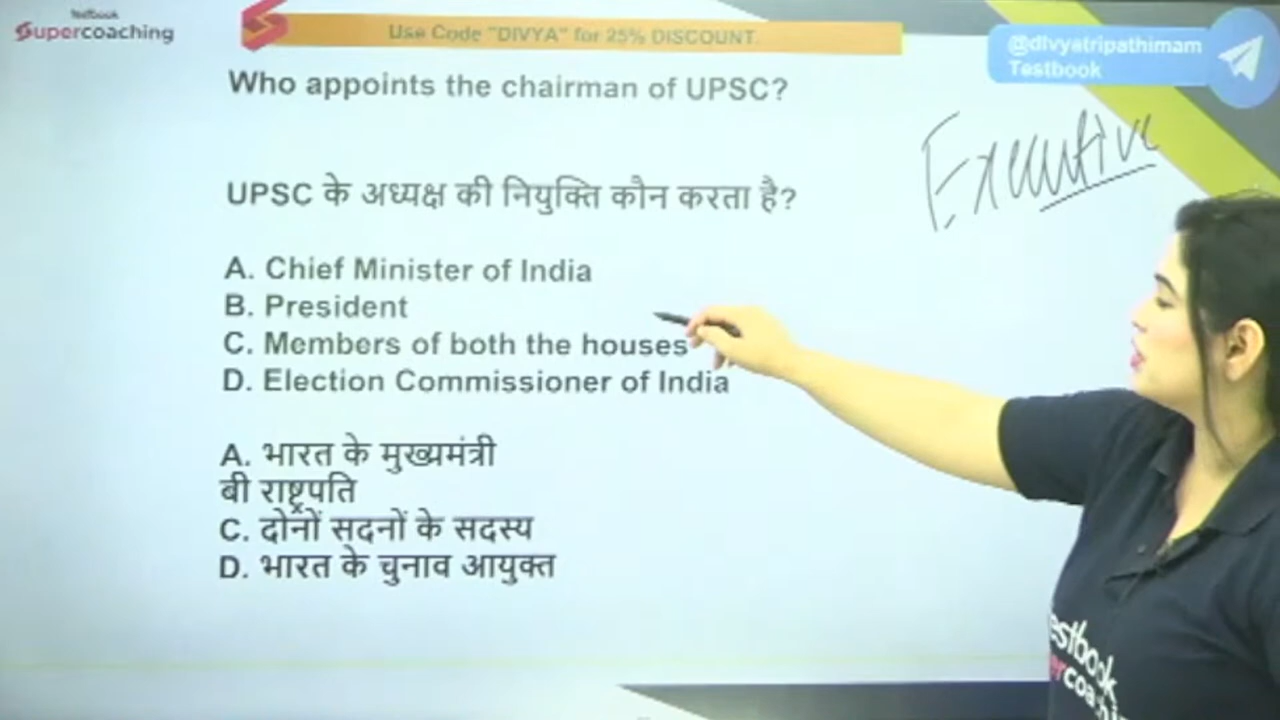 Testbook
Supercoaching
Use Code "DIVYA" for 25% DISCOUNT.
@divyatripathimam
Testbook
Who appoints the chairman of UPSC?
Executive
UPSC के अध्यक्ष की नियुक्ति कौन करता है?
A. Chief Minister of India
B. President
C. Members of both the houses
D. Election Commissioner of India
A. भारत के मुख्यमंत्री
बी राष्ट्रपति
C. दोनों सदनों के सदस्य
D. भारत के चुनाव आयुक्त
estbook
ercoachi